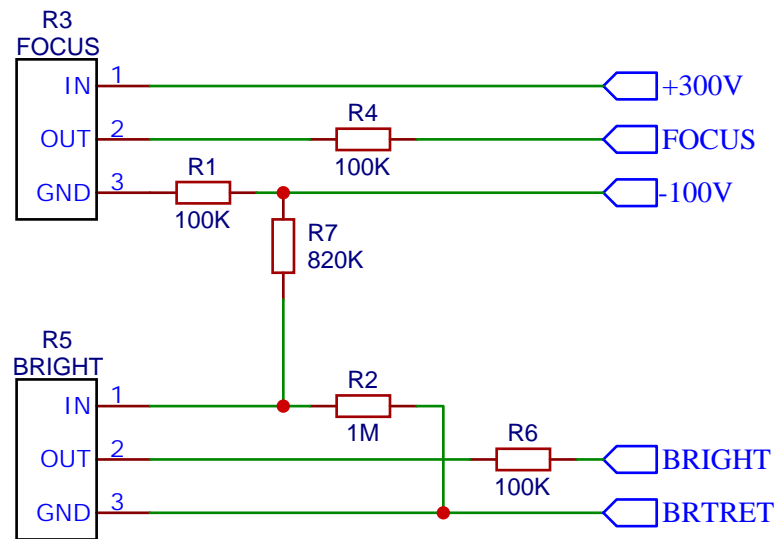 R3
FOCUS
IN 1 +300V
R4
OUT 2 FOCUS
100K
R1
GND 3 -100V
100K
R7
820K
R5
BRIGHT
R2
IN 1
1M
R6
OUT 2 BRIGHT
100K
GND 3 BRTRET